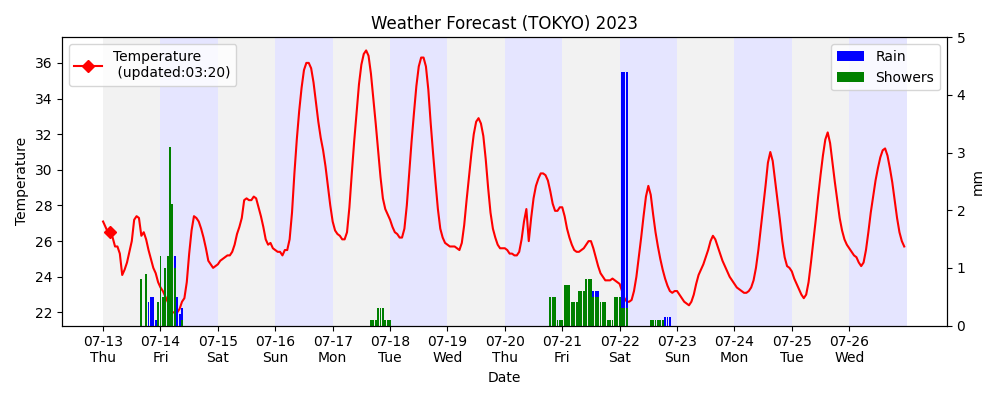 Weather Forecast (TOKYO) 2023
Temperature
(updated:03:20)
Rain
Showers
Temperature
36
34
32
30
28
26
24
22
5
4
3
2
1
0
mm
07-13 07-14 07-15 07-16 07-17 07-18 07-19 07-20 07-21 07-22 07-23 07-24 07-25 07-26
Thu Fri Sat Sun Mon Tue Wed Thu Fri Sat Sun Mon Tue Wed
Date